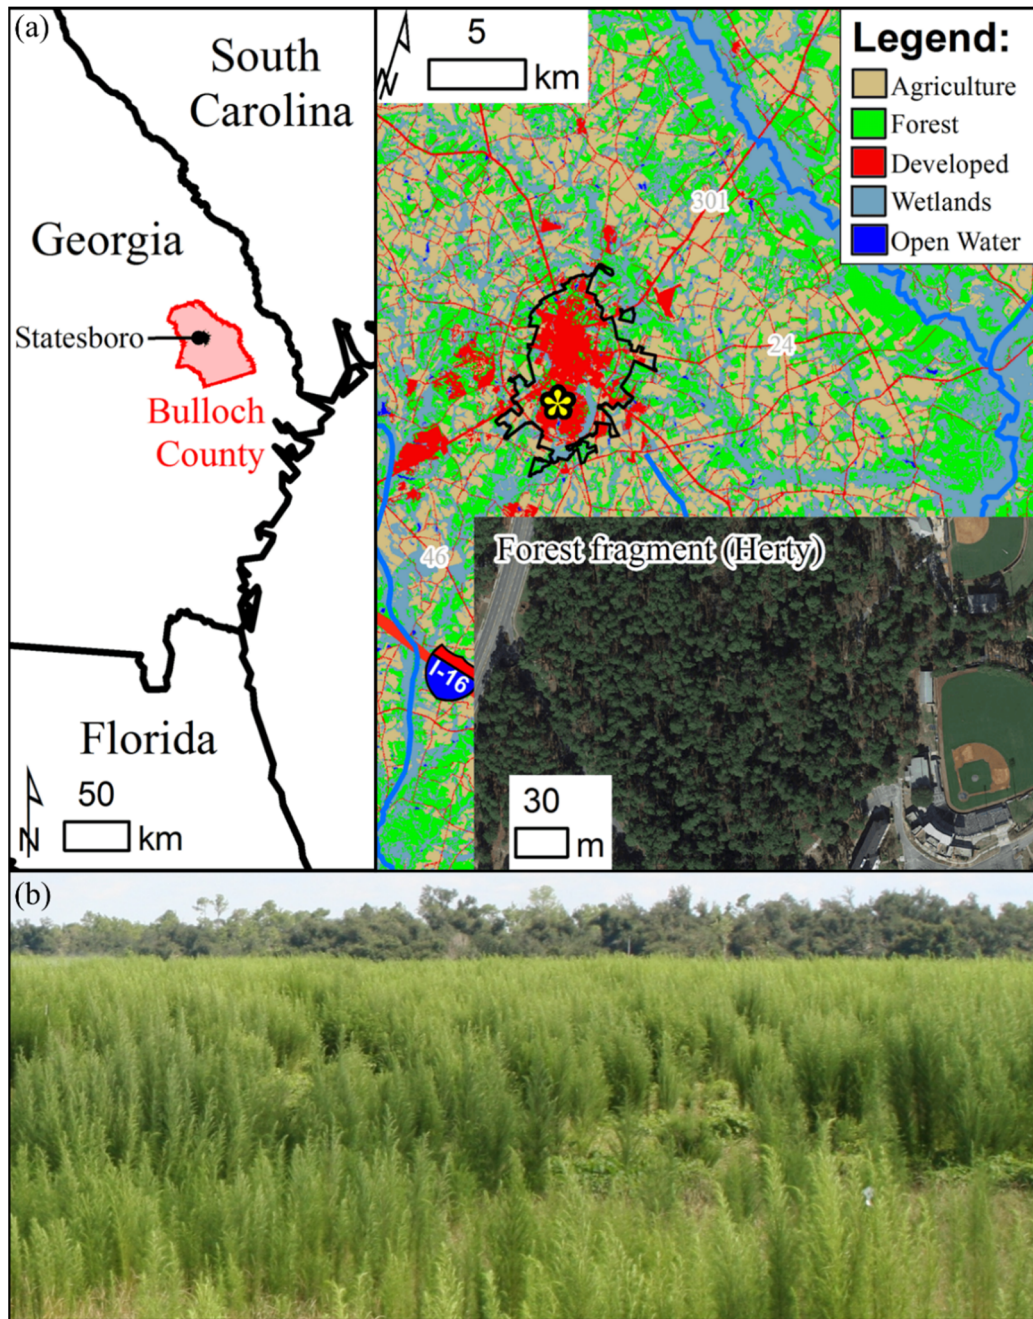 (a)
South
Carolina
Georgia
Statesboro
Bulloch
County
Florida
50
km
N
5
km
N
Legend:
Agriculture
Forest
Developed
Wetlands
Open Water
301
24
46
I-16
Forest fragment (Herty)
30
m
(b)